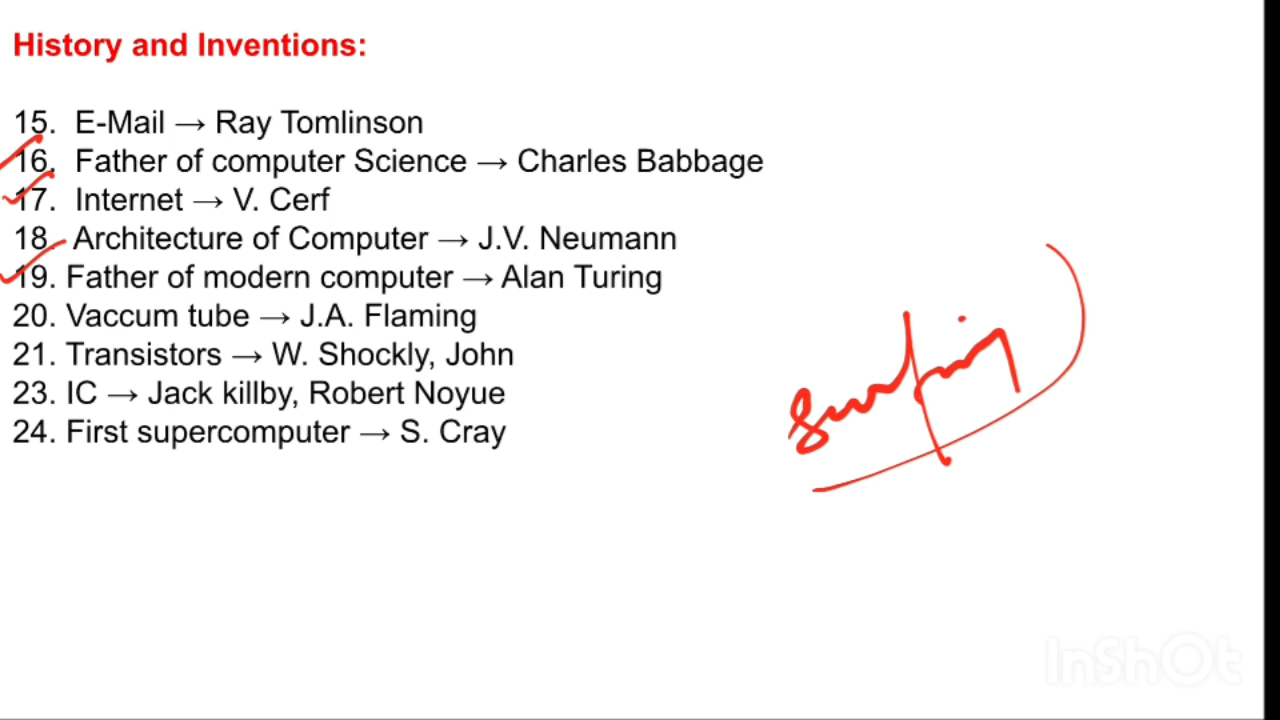 History and Inventions:
15. E-Mail → Ray Tomlinson
16. Father of computer Science → Charles Babbage
17. Internet → V. Cerf
18. Architecture of Computer → J.V. Neumann
19. Father of modern computer → Alan Turing
20. Vaccum tube → J.A. Flaming
21. Transistors → W. Shockly, John
23. IC → Jack killby, Robert Noyue
24. First supercomputer → S. Cray
InShOt